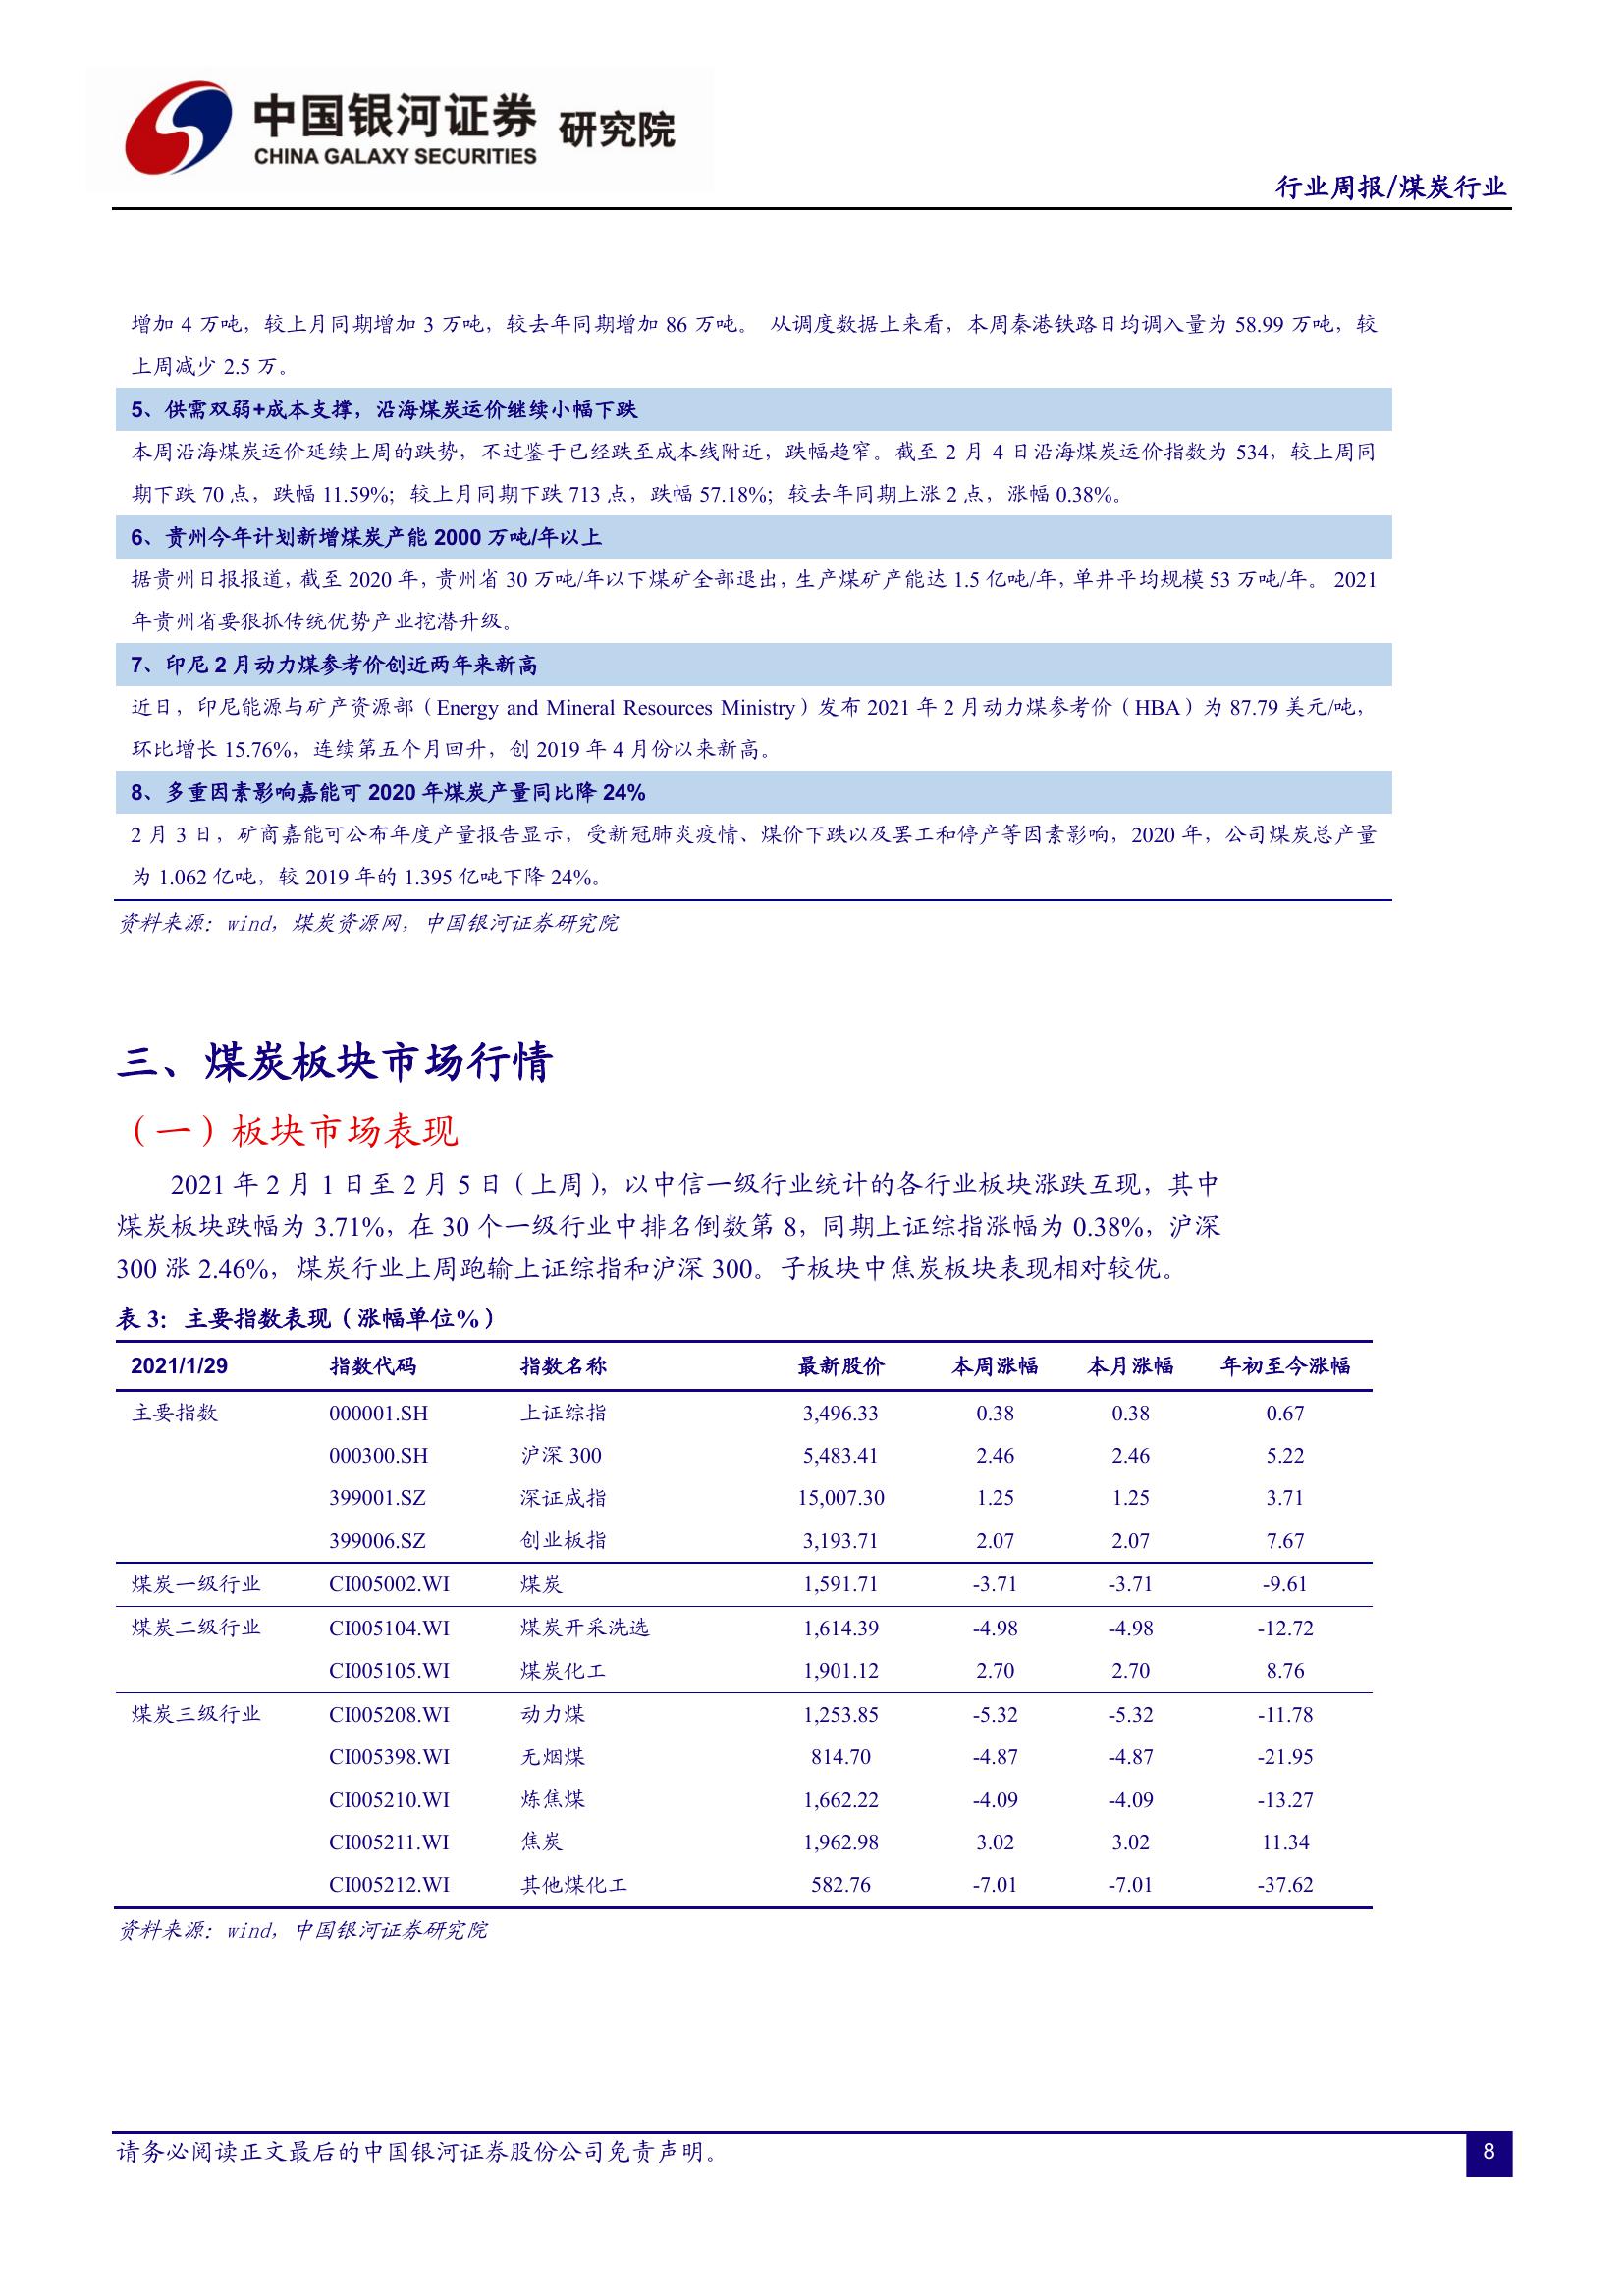 中国银河证券 研究院
CHINA GALAXY SECURITIES
行业周报/煤炭行业
增加 4 万吨，较上月同期增加 3 万吨，较去年同期增加 86 万吨。 从调度数据上来看，本周秦港铁路日均调入量为 58.99 万吨，较
上周减少 2.5 万。
5、供需双弱+成本支撑，沿海煤炭运价继续小幅下跌
本周沿海煤炭运价延续上周的跌势，不过鉴于已经跌至成本线附近，跌幅趋窄。截至 2 月 4 日沿海煤炭运价指数为 534，较上周同
期下跌 70 点，跌幅 11.59%；较上月同期下跌 713 点，跌幅 57.18%；较去年同期上涨 2 点，涨幅 0.38%。
6、贵州今年计划新增煤炭产能 2000 万吨/年以上
据贵州日报报道，截至 2020 年，贵州省 30 万吨/年以下煤矿全部退出，生产煤矿产能达 1.5 亿吨/年，单井平均规模 53 万吨/年。 2021
年贵州省要狠抓传统优势产业挖潜升级。
7、印尼 2 月动力煤参考价创近两年来新高
近日，印尼能源与矿产资源部（Energy and Mineral Resources Ministry）发布 2021 年 2 月动力煤参考价（HBA）为 87.79 美元/吨，
环比增长 15.76%，连续第五个月回升，创 2019 年 4 月份以来新高。
8、多重因素影响嘉能可 2020 年煤炭产量同比降 24%
2 月 3 日，矿商嘉能可公布年度产量报告显示，受新冠肺炎疫情、煤价下跌以及罢工和停产等因素影响，2020 年，公司煤炭总产量
为 1.062 亿吨，较 2019 年的 1.395 亿吨下降 24%。
资料来源：wind，煤炭资源网，中国银河证券研究院
三、煤炭板块市场行情
（一）板块市场表现
2021 年 2 月 1 日至 2 月 5 日（上周），以中信一级行业统计的各行业板块涨跌互现，其中
煤炭板块跌幅为 3.71%，在 30 个一级行业中排名倒数第 8，同期上证综指涨幅为 0.38%，沪深
300 涨 2.46%，煤炭行业上周跑输上证综指和沪深 300。子板块中焦炭板块表现相对较优。
表 3：主要指数表现（涨幅单位%）
2021/1/29 指数代码 指数名称 最新股价 本周涨幅 本月涨幅 年初至今涨幅
主要指数 000001.SH 上证综指 3,496.33 0.38 0.38 0.67
000300.SH 沪深 300 5,483.41 2.46 2.46 5.22
399001.SZ 深证成指 15,007.30 1.25 1.25 3.71
399006.SZ 创业板指 3,193.71 2.07 2.07 7.67
煤炭一级行业 CI005002.WI 煤炭 1,591.71 -3.71 -3.71 -9.61
煤炭二级行业 CI005104.WI 煤炭开采洗选 1,614.39 -4.98 -4.98 -12.72
CI005105.WI 煤炭化工 1,901.12 2.70 2.70 8.76
煤炭三级行业 CI005208.WI 动力煤 1,253.85 -5.32 -5.32 -11.78
CI005398.WI 无烟煤 814.70 -4.87 -4.87 -21.95
CI005210.WI 炼焦煤 1,662.22 -4.09 -4.09 -13.27
CI005211.WI 焦炭 1,962.98 3.02 3.02 11.34
CI005212.WI 其他煤化工 582.76 -7.01 -7.01 -37.62
资料来源：wind，中国银河证券研究院
请务必阅读正文最后的中国银河证券股份公司免责声明。
8